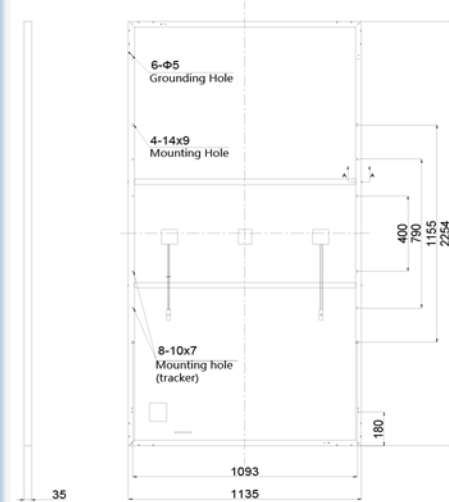 6-Φ5
Grounding Hole
4-14x9
Mounting Hole
A A
400
790
1155
2254
8-10x7
Mounting hole
(tracker)
180
1093
35
1135